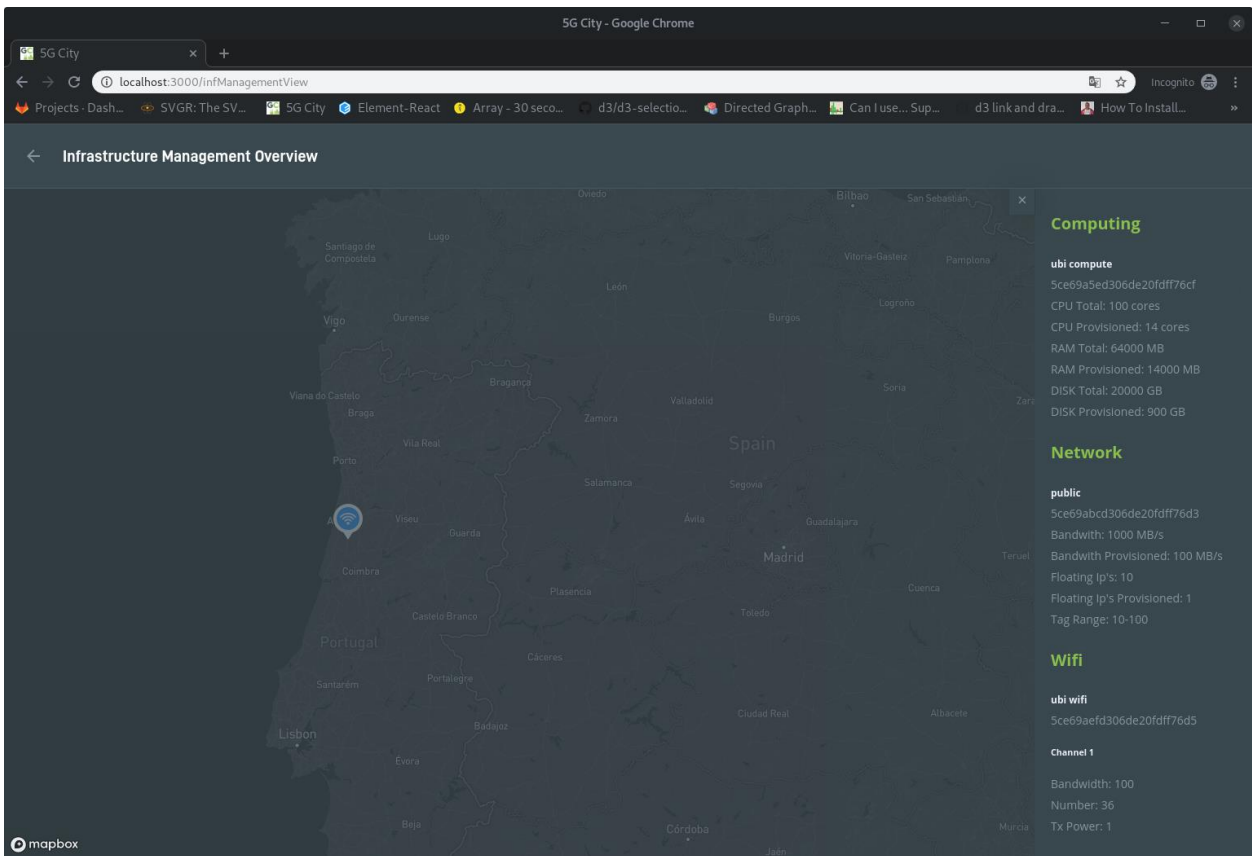 5G City - Google Chrome
5G City
localhost:3000/infManagementView
Incognito
Projects · Dash...
SVGR: The SV...
5G City
Element-React
Array - 30 seco...
d3/d3-selectio...
Directed Graph...
Can I use... Sup...
d3 link and dra...
How To Install...
Infrastructure Management Overview
Oviedo
Bilbao
San Sebastián
Lugo
Santiago de
Compostela
Vitoria-Gasteiz
Pamplona
León
Logroño
Vigo
Ourense
Burgos
Bragança
Viana do Castelo
Soria
Valladolid
Braga
Zamora
Vila Real
Spain
Porto
Salamanca
Segovia
Viseu
Ávila
Guadalajara
Guarda
Madrid
Teruel
Coimbra
Plasencia
Cuenca
Castelo Branco
Toledo
Portugal
Cáceres
Santarém
Portalegre
Ciudad Real
Albacete
Badajoz
Lisbon
Évora
Beja
Córdoba
Murcia
Jaén
mapbox
Computing
ubi compute
5ce69a5ed306de20fdff76cf
CPU Total: 100 cores
CPU Provisioned: 14 cores
RAM Total: 64000 MB
RAM Provisioned: 14000 MB
DISK Total: 20000 GB
DISK Provisioned: 900 GB
Network
public
5ce69abcd306de20fdff76d3
Bandwith: 1000 MB/s
Bandwith Provisioned: 100 MB/s
Floating Ip's: 10
Floating Ip's Provisioned: 1
Tag Range: 10-100
Wifi
ubi wifi
5ce69aefd306de20fdff76d5
Channel 1
Bandwidth: 100
Number: 36
Tx Power: 1